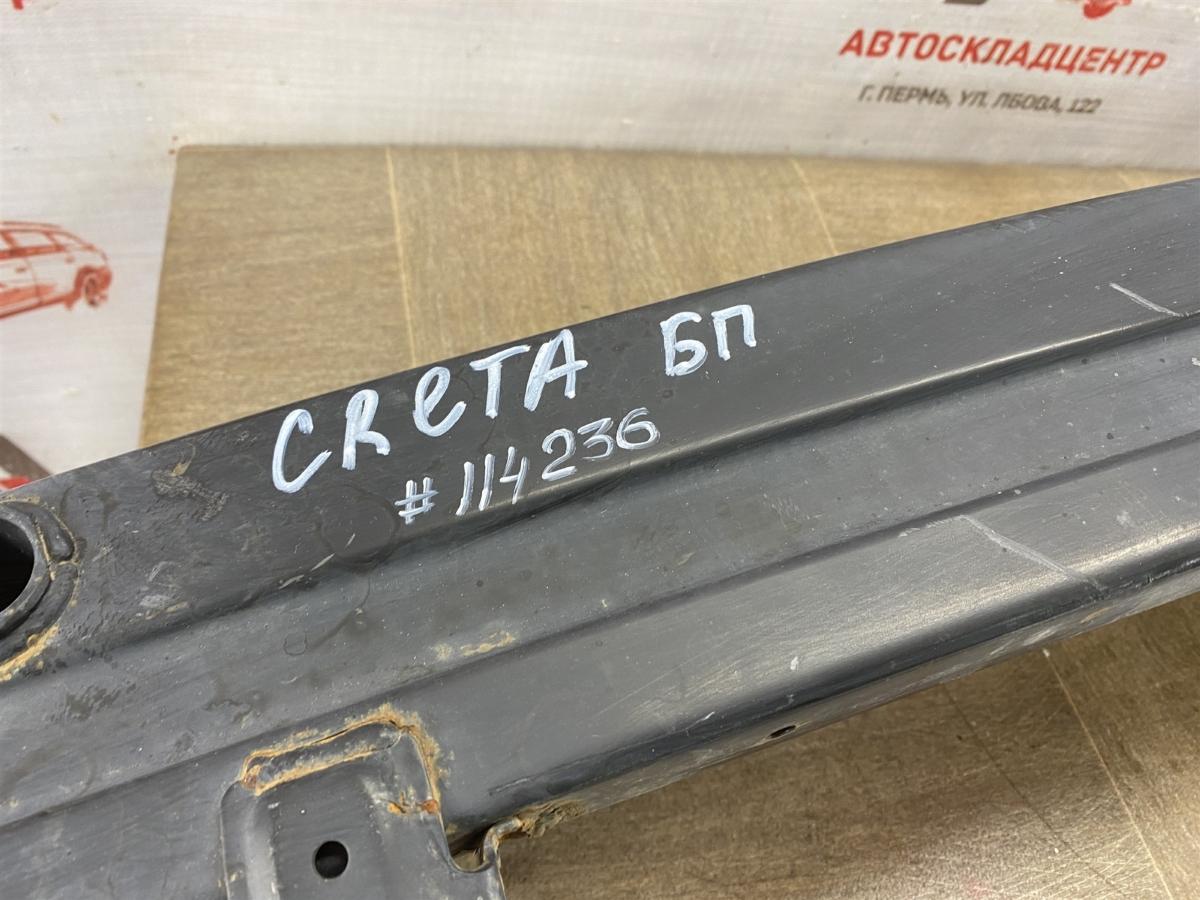 АВТОСКЛАДЦЕНТР
Г. ПЕРМЬ, УЛ. ЛБОВА, 122
CReTA БП
#114236